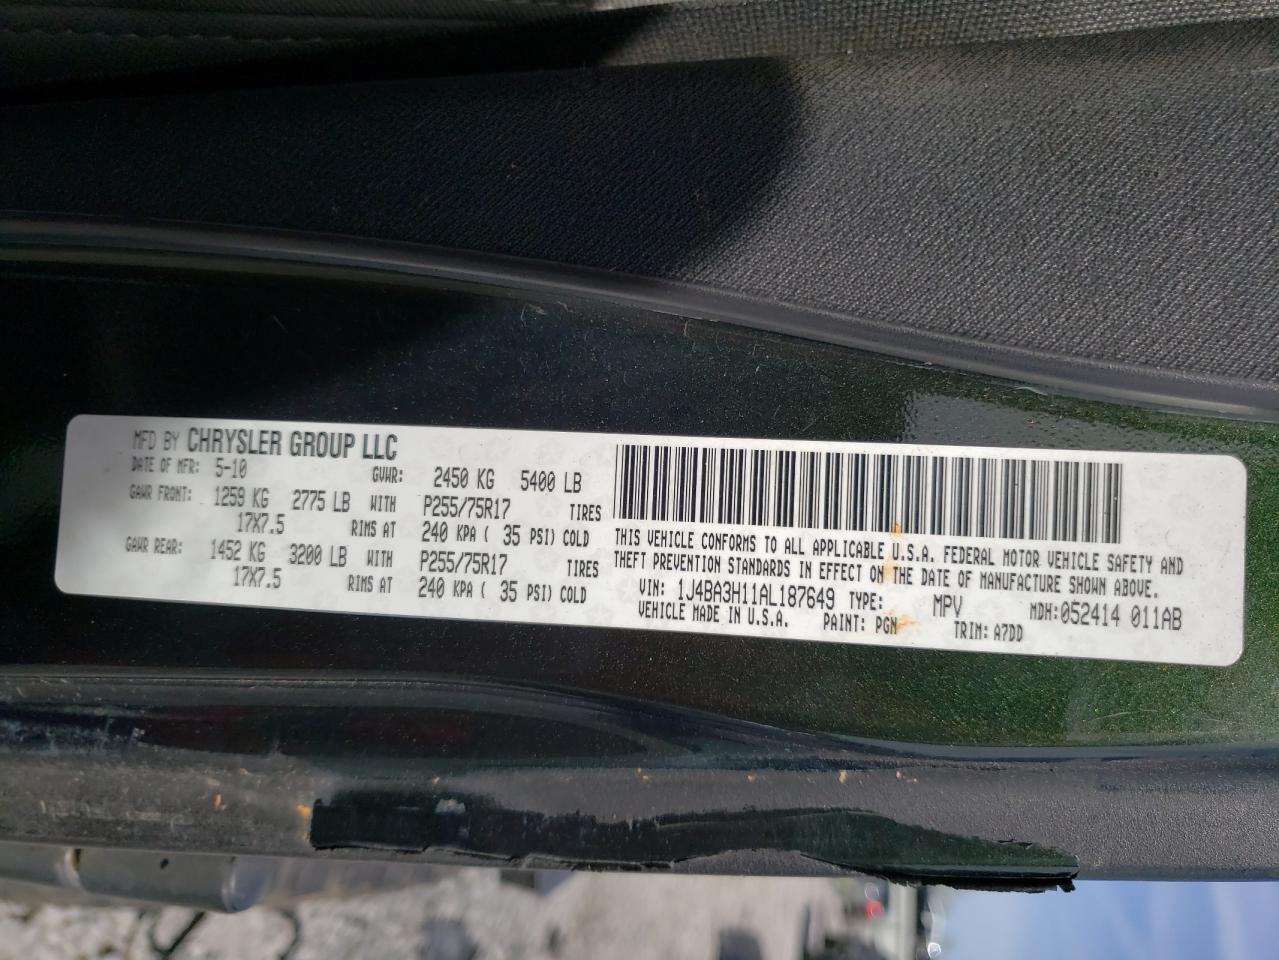 MFD BY CHRYSLER GROUP LLC
DATE OF MFR: 5-10 GVWR: 2450 KG 5400 LB
GAWR FRONT: 1259 KG 2775 LB WITH P255/75R17 TIRES
17X7.5 RIMS AT 240 KPA ( 35 PSI) COLD
GAWR REAR: 1452 KG 3200 LB WITH P255/75R17 TIRES
17X7.5 RIMS AT 240 KPA ( 35 PSI) COLD
THIS VEHICLE CONFORMS TO ALL APPLICABLE U.S.A. FEDERAL MOTOR VEHICLE SAFETY AND
THEFT PREVENTION STANDARDS IN EFFECT ON THE DATE OF MANUFACTURE SHOWN ABOVE.
VIN: 1J4BA3H11AL187649 TYPE: MPV MDH:052414 011AB
VEHICLE MADE IN U.S.A. PAINT: PGN TRIM: A7DD